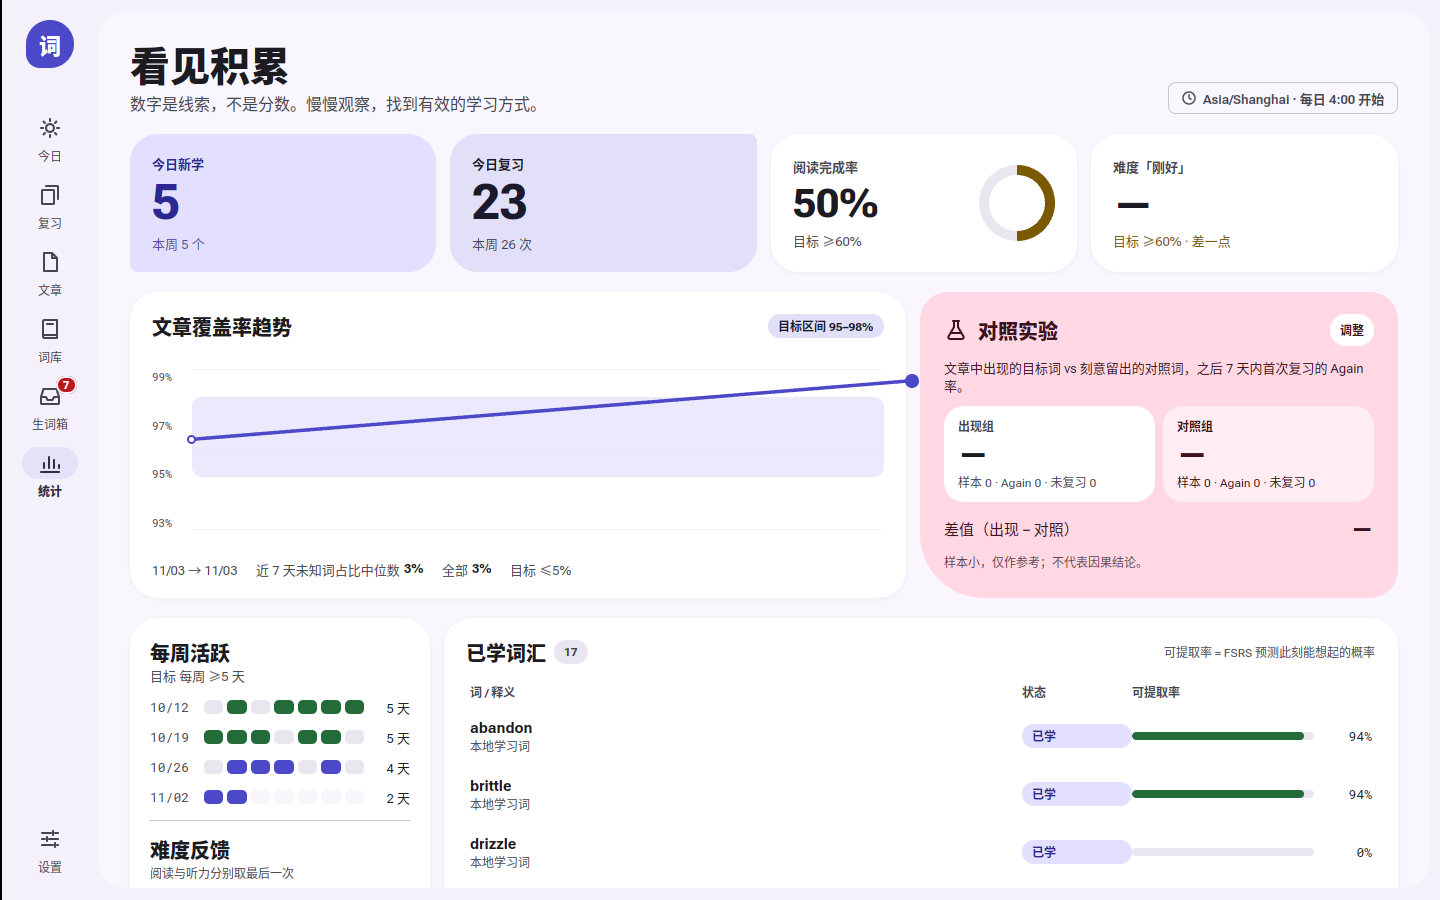 词
今日
复习
文章
词库
7
生词箱
统计
设置
看见积累
数字是线索，不是分数。慢慢观察，找到有效的学习方式。
Asia/Shanghai · 每日 4:00 开始
今日新学
5
本周 5 个
今日复习
23
本周 26 次
阅读完成率
50%
目标 ≥60%
难度「刚好」
—
目标 ≥60% · 差一点
文章覆盖率趋势
目标区间 95–98%
99%
97%
95%
93%
11/03 → 11/03 近 7 天未知词占比中位数 3% 全部 3% 目标 ≤5%
对照实验
调整
文章中出现的目标词 vs 刻意留出的对照词，之后 7 天内首次复习的 Again
率。
出现组
—
样本 0 · Again 0 · 未复习 0
对照组
—
样本 0 · Again 0 · 未复习 0
差值（出现 − 对照） —
样本小，仅作参考；不代表因果结论。
每周活跃
目标 每周 ≥5 天
10/12 5 天
10/19 5 天
10/26 4 天
11/02 2 天
难度反馈
阅读与听力分别取最后一次
已学词汇 17
可提取率 = FSRS 预测此刻能想起的概率
词 / 释义 状态 可提取率
abandon
本地学习词
已学 94%
brittle
本地学习词
已学 94%
drizzle
本地学习词
已学 0%